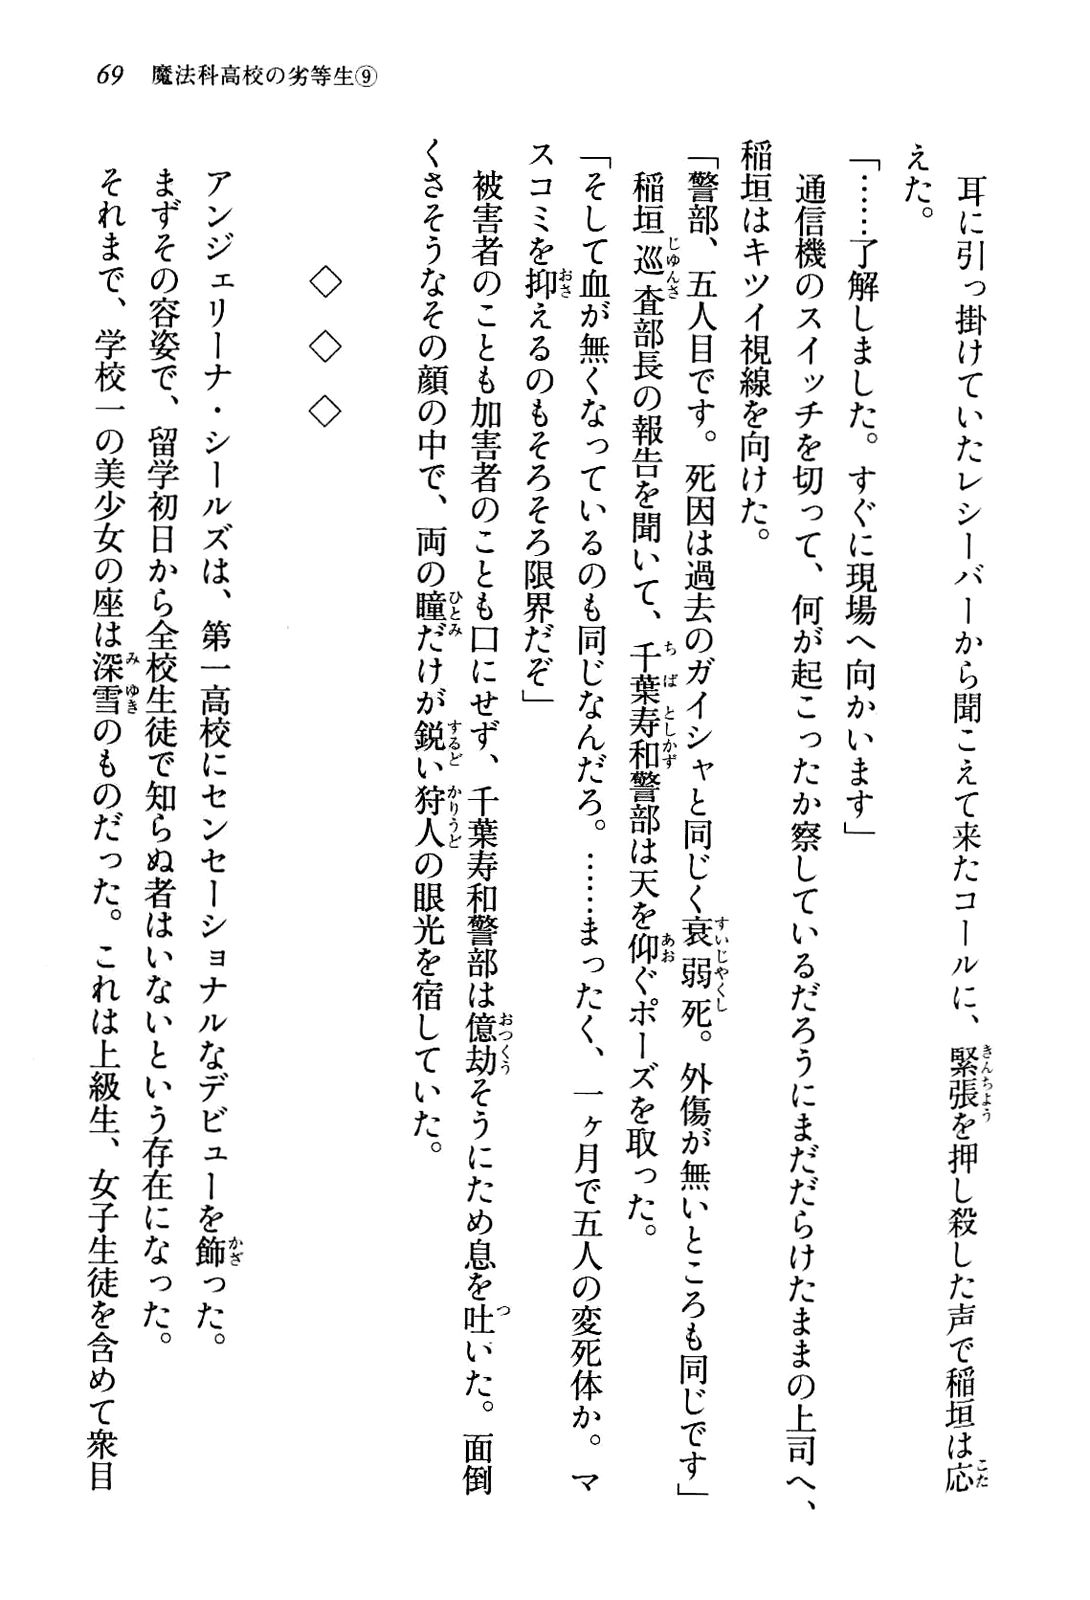 69　魔法科高校の劣等生⑨
　耳に引っ掛けていたレシーバーから聞こえて来たコールに、緊張を押し殺した声で稲垣は応
えた。
「……了解しました。すぐに現場へ向かいます」
　通信機のスイッチを切って、何が起こったか察しているだろうにまだだらけたままの上司へ、
稲垣はキツイ視線を向けた。
「警部、五人目です。死因は過去のガイシャと同じく衰弱死。外傷が無いところも同じです」
　稲垣巡査部長の報告を聞いて、千葉寿和警部は天を仰ぐポーズを取った。
「そして血が無くなっているのも同じなんだろ。……まったく、一ヶ月で五人の変死体か。マ
スコミを抑えるのもそろそろ限界だぞ」
　被害者のことも加害者のことも口にせず、千葉寿和警部は億劫そうにため息を吐いた。面倒
くさそうなその顔の中で、両の瞳だけが鋭い狩人の眼光を宿していた。
◇　◇　◇
　アンジェリーナ・シールズは、第一高校にセンセーショナルなデビューを飾った。
　まずその容姿で、留学初日から全校生徒で知らぬ者はいないという存在になった。
　それまで、学校一の美少女の座は深雪のものだった。これは上級生、女子生徒を含めて衆目